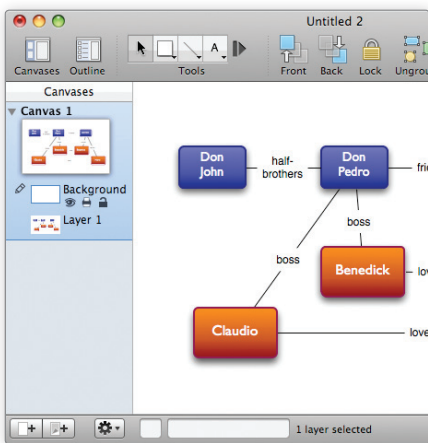 Untitled 2
Canvases
Outline
Tools
Front
Back
Lock
Ungrou
A
Canvases
Canvas 1
Background
Layer 1
Don
John
half-
brothers
Don
Pedro
frie
boss
boss
Benedick
lov
Claudio
love
1 layer selected